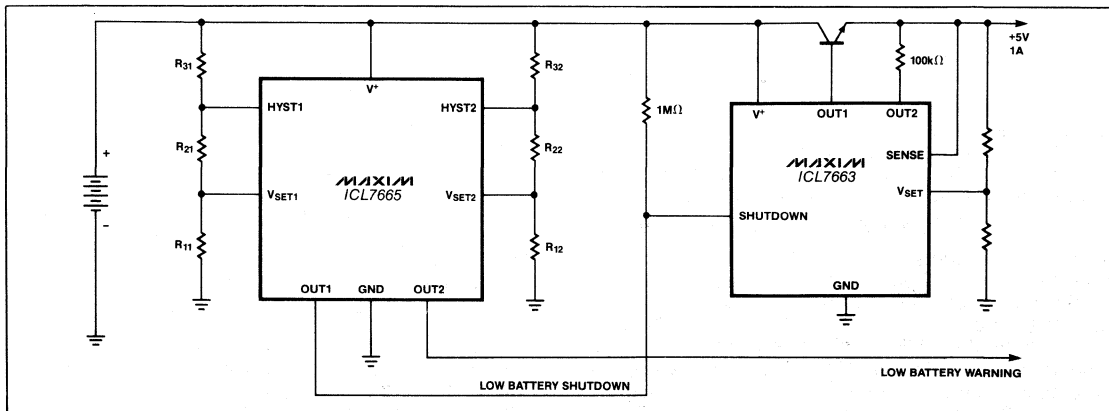 +5V
1A
R31
R32
100kΩ
V+
HYST1
HYST2
1MΩ
V+
OUT1
OUT2
R21
R22
SENSE
+
MAXIM
ICL7665
MAXIM
ICL7663
VSET1
VSET2
VSET
−
SHUTDOWN
R11
R12
OUT1
GND
OUT2
GND
LOW BATTERY WARNING
LOW BATTERY SHUTDOWN